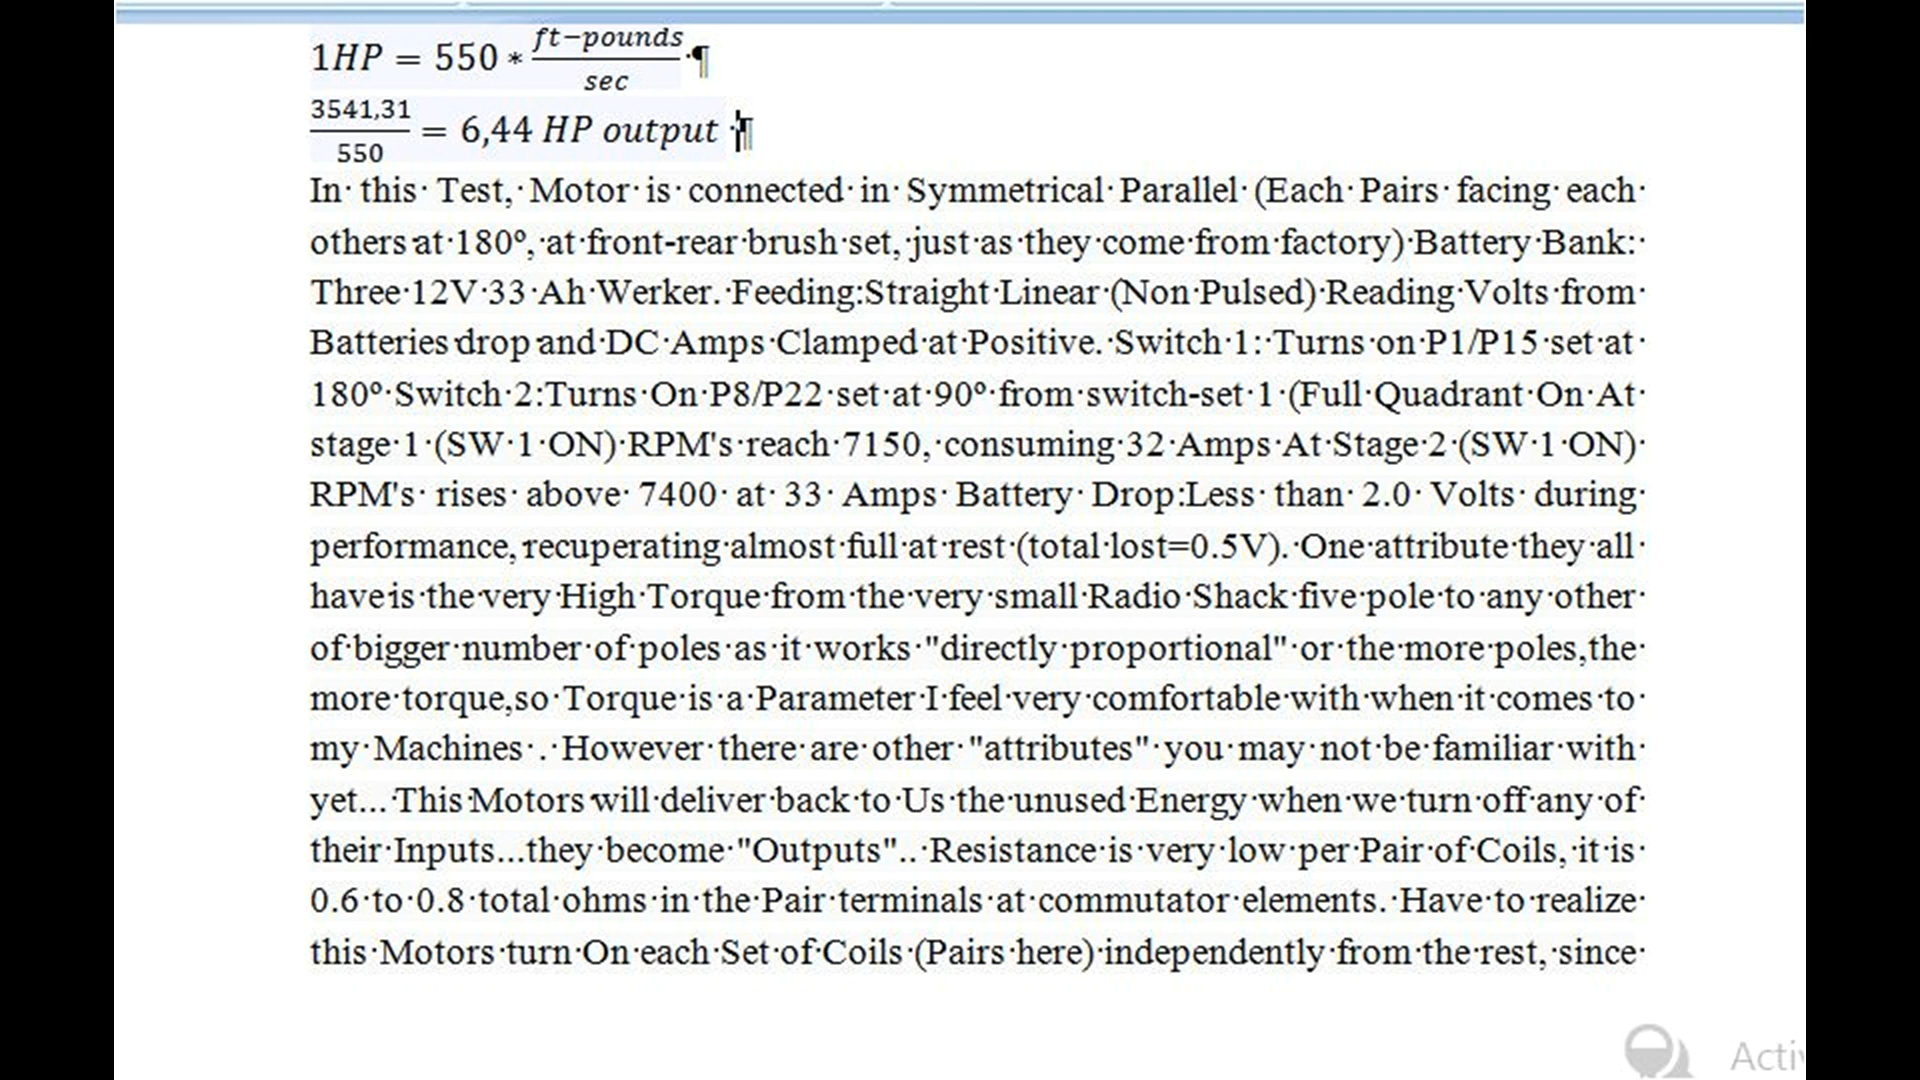 1HP = 550 * ft−pounds/sec ·¶
3541,31/550 = 6,44 HP output ·¶
In this Test, Motor is connected in Symmetrical Parallel (Each Pairs facing each
others at 180º, at front-rear brush set, just as they come from factory) Battery Bank:
Three 12V 33 Ah Werker. Feeding:Straight Linear (Non Pulsed) Reading Volts from
Batteries drop and DC Amps Clamped at Positive. Switch 1: Turns on P1/P15 set at
180º Switch 2:Turns On P8/P22 set at 90º from switch-set 1 (Full Quadrant On At
stage 1 (SW 1 ON) RPM's reach 7150, consuming 32 Amps At Stage 2 (SW 1 ON)
RPM's rises above 7400 at 33 Amps Battery Drop:Less than 2.0 Volts during
performance, recuperating almost full at rest (total lost=0.5V). One attribute they all
have is the very High Torque from the very small Radio Shack five pole to any other
of bigger number of poles as it works "directly proportional" or the more poles,the
more torque,so Torque is a Parameter I feel very comfortable with when it comes to
my Machines . However there are other "attributes" you may not be familiar with
yet... This Motors will deliver back to Us the unused Energy when we turn off any of
their Inputs...they become "Outputs".. Resistance is very low per Pair of Coils, it is
0.6 to 0.8 total ohms in the Pair terminals at commutator elements. Have to realize
this Motors turn On each Set of Coils (Pairs here) independently from the rest, since